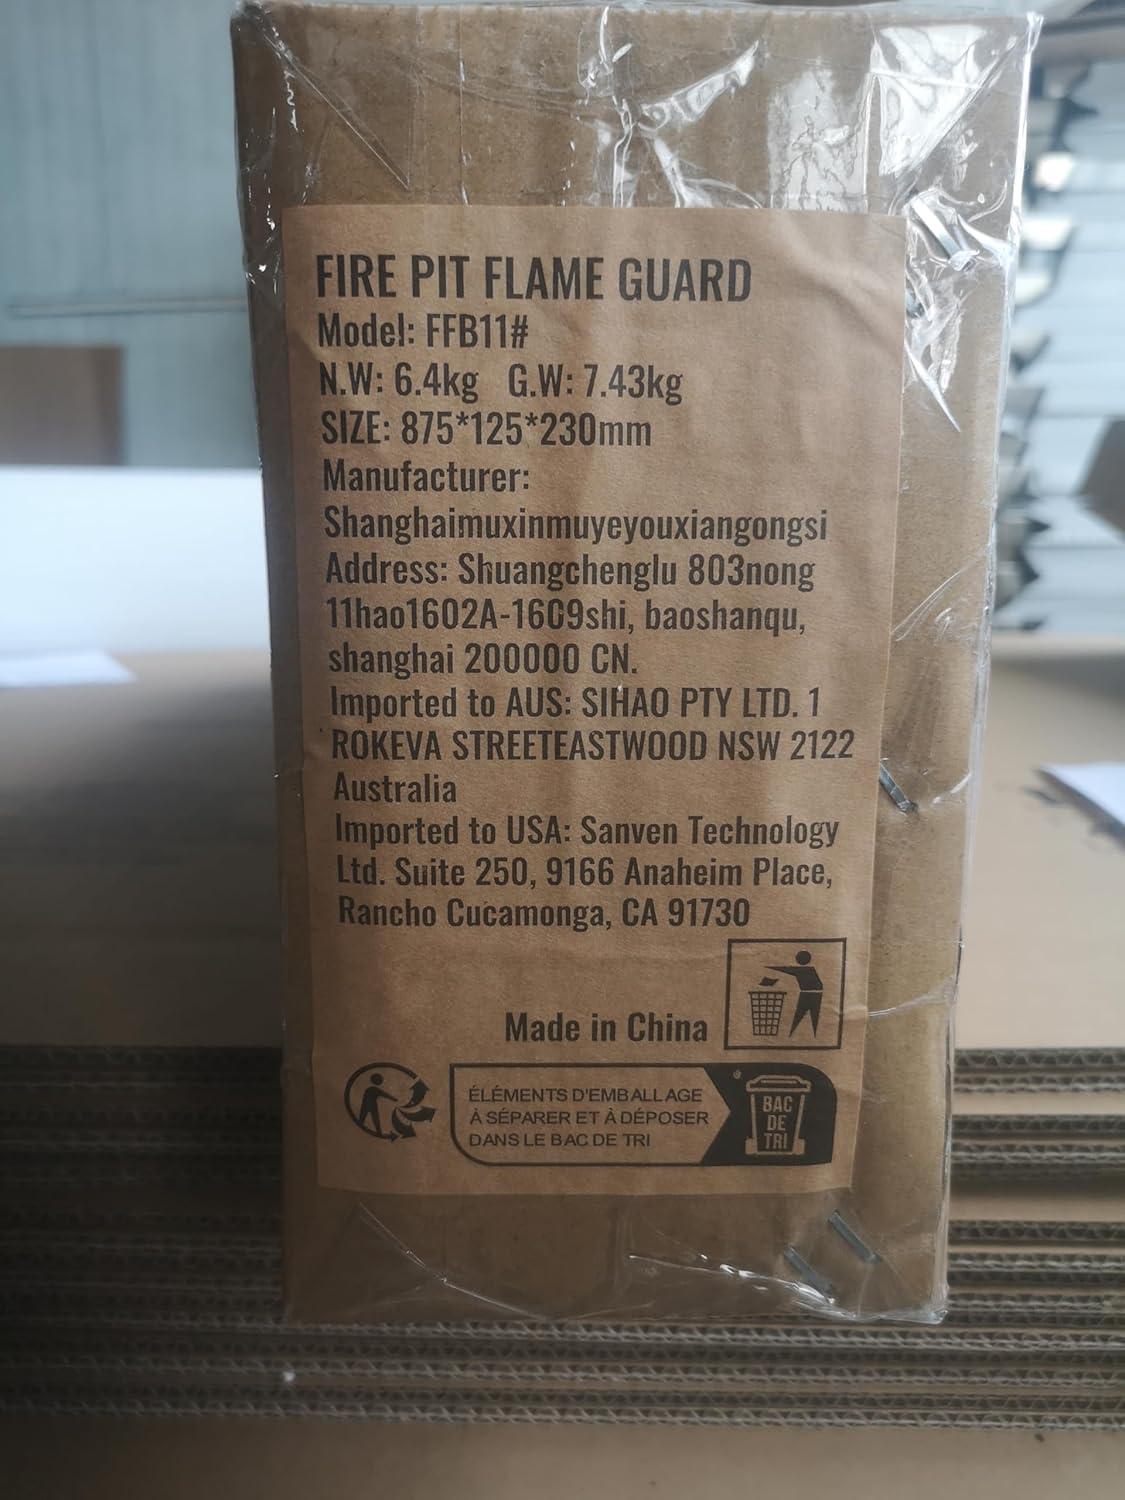 FIRE PIT FLAME GUARD
Model: FFB11#
N.W: 6.4kg G.W: 7.43kg
SIZE: 875*125*230mm
Manufacturer:
Shanghaimuxinmuyeyouxiangongsi
Address: Shuangchenglu 803nong
11hao1602A-1609shi, baoshanqu,
shanghai 200000 CN.
Imported to AUS: SIHAO PTY LTD. 1
ROKEVA STREETEASTWOOD NSW 2122
Australia
Imported to USA: Sanven Technology
Ltd. Suite 250, 9166 Anaheim Place,
Rancho Cucamonga, CA 91730
Made in China
ÉLÉMENTS D'EMBALLAGE
À SÉPARER ET À DÉPOSER
DANS LE BAC DE TRI
BAC
DE
TRI